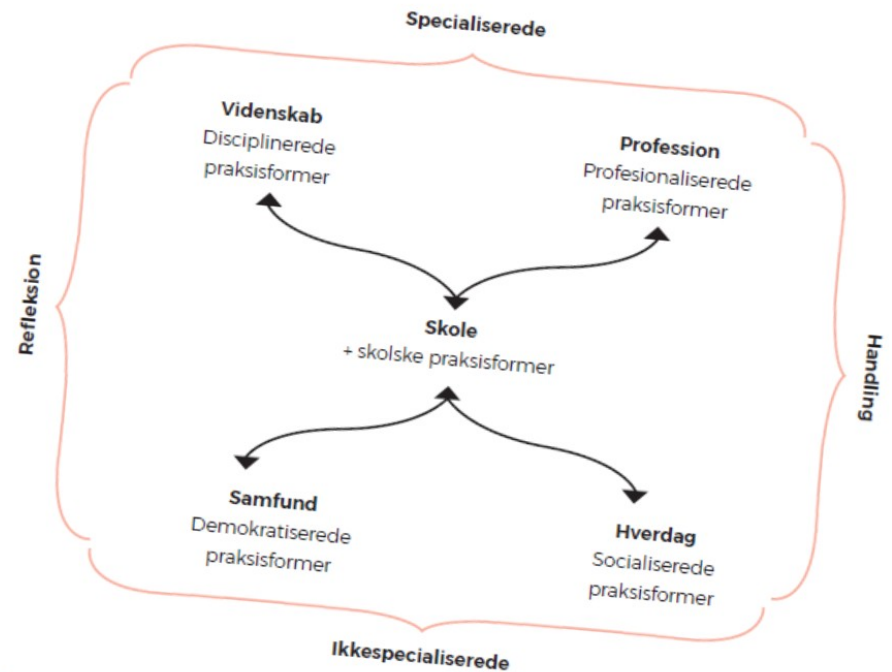 Specialiserede
Videnskab
Disciplinerede
praksisformer
Profession
Profesionaliserede
praksisformer
Refleksion
Skole
+ skolske praksisformer
Handling
Samfund
Demokratiserede
praksisformer
Hverdag
Socialiserede
praksisformer
Ikkespecialiserede